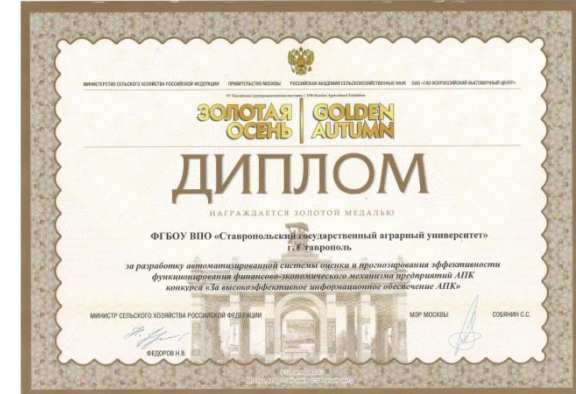 МИНИСТЕРСТВО СЕЛЬСКОГО ХОЗЯЙСТВА РОССИЙСКОЙ ФЕДЕРАЦИИ ПРАВИТЕЛЬСТВО МОСКВЫ РОССИЙСКАЯ АКАДЕМИЯ СЕЛЬСКОХОЗЯЙСТВЕННЫХ НАУК ОАО «ГАО ВСЕРОССИЙСКИЙ ВЫСТАВОЧНЫЙ ЦЕНТР»
ЗОЛОТАЯ GOLDEN
ОСЕНЬ AUTUMN
ДИПЛОМ
НАГРАЖДАЕТСЯ ЗОЛОТОЙ МЕДАЛЬЮ
ФГБОУ ВПО «Ставропольский государственный аграрный университет»
г. Ставрополь
за разработку автоматизированной системы оценки и прогнозирования эффективности
функционирования финансово-экономического механизма предприятий АПК
конкурса «За высокоэффективное информационное обеспечение АПК»
МИНИСТР СЕЛЬСКОГО ХОЗЯЙСТВА РОССИЙСКОЙ ФЕДЕРАЦИИ МЭР МОСКВЫ СОБЯНИН С.С.
ФЕДОРОВ Н.В.